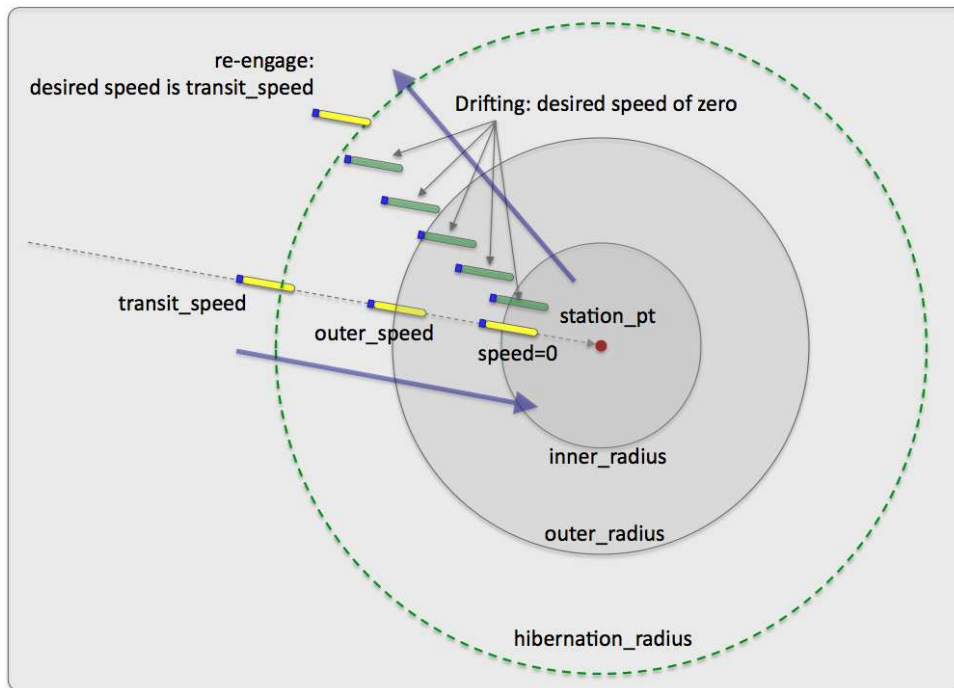 re-engage:
desired speed is transit_speed
Drifting: desired speed of zero
transit_speed
outer_speed
station_pt
speed=0
inner_radius
outer_radius
hibernation_radius